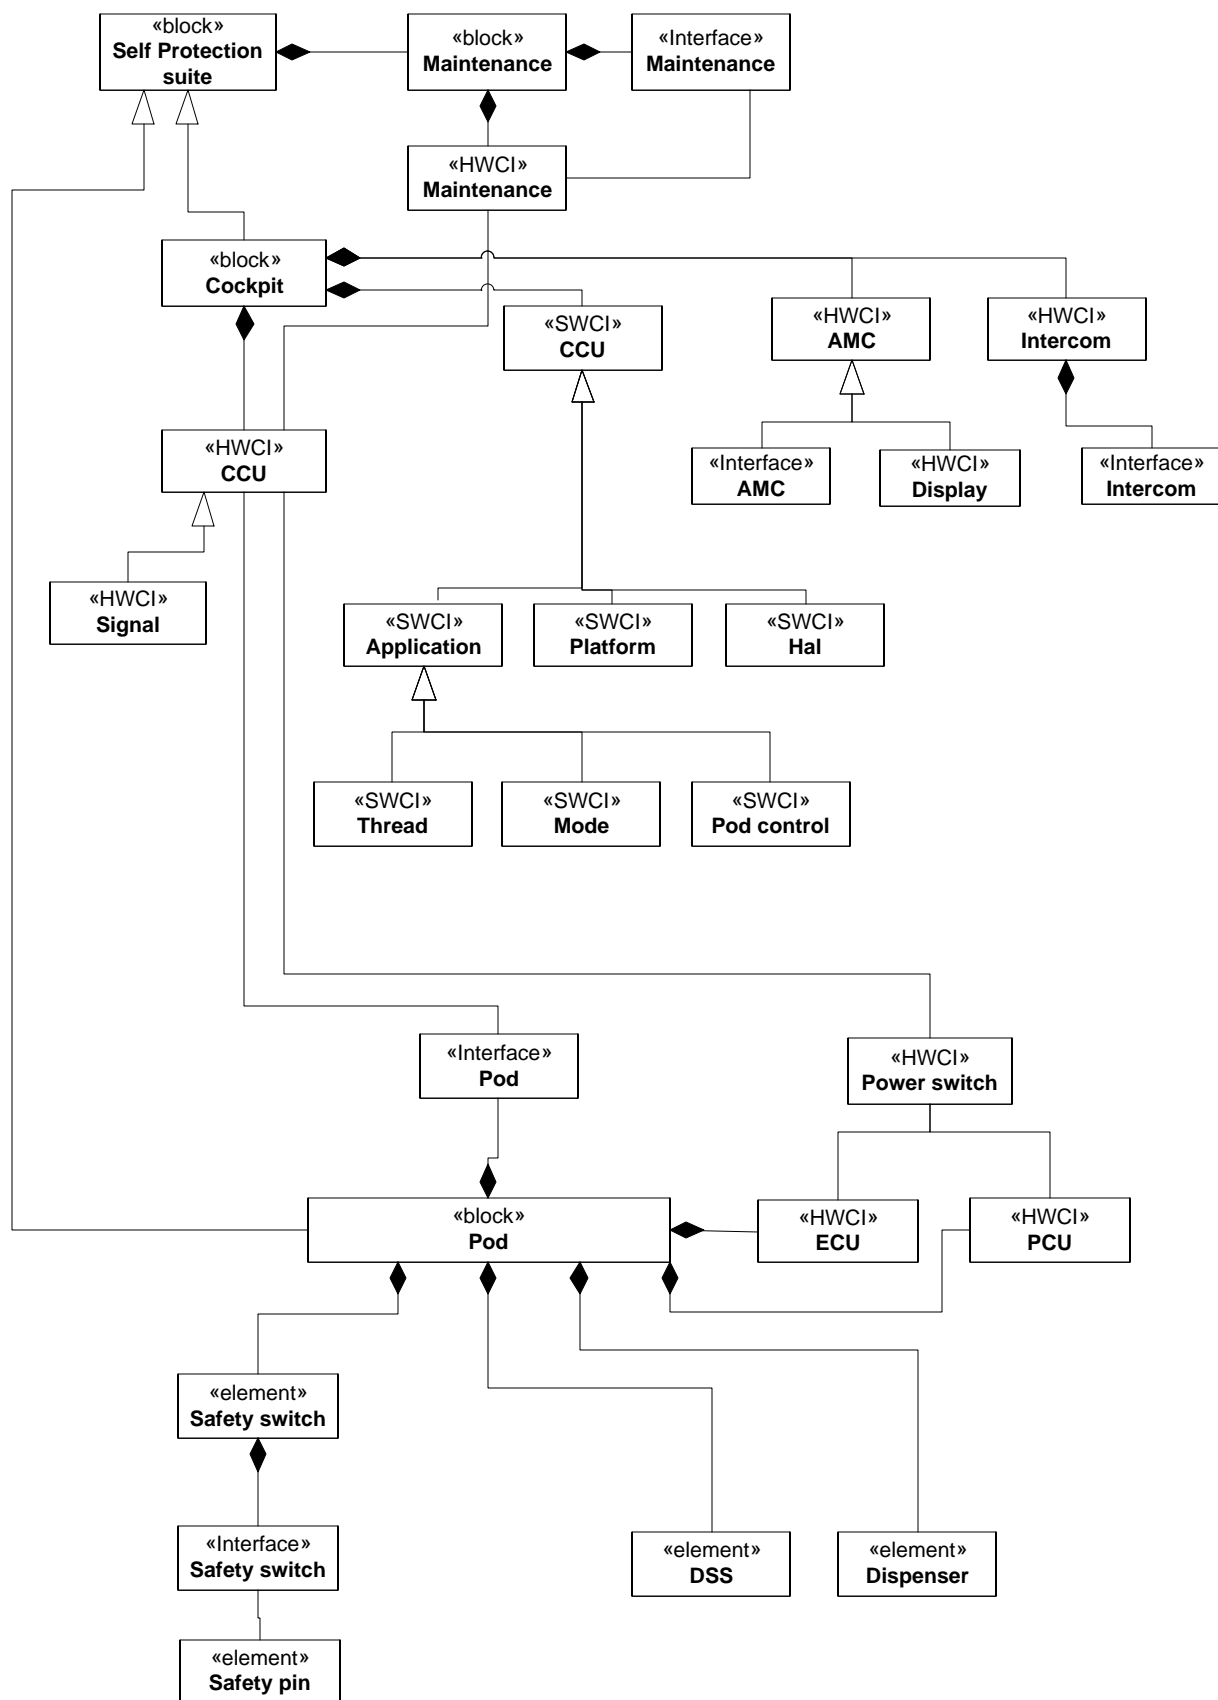 «block»
Self Protection
suite
«block»
Maintenance
«Interface»
Maintenance
«HWCI»
Maintenance
«block»
Cockpit
«SWCI»
CCU
«HWCI»
AMC
«HWCI»
Intercom
«HWCI»
CCU
«Interface»
AMC
«HWCI»
Display
«Interface»
Intercom
«HWCI»
Signal
«SWCI»
Application
«SWCI»
Platform
«SWCI»
Hal
«SWCI»
Thread
«SWCI»
Mode
«SWCI»
Pod control
«Interface»
Pod
«HWCI»
Power switch
«block»
Pod
«HWCI»
ECU
«HWCI»
PCU
«element»
Safety switch
«Interface»
Safety switch
«element»
DSS
«element»
Dispenser
«element»
Safety pin